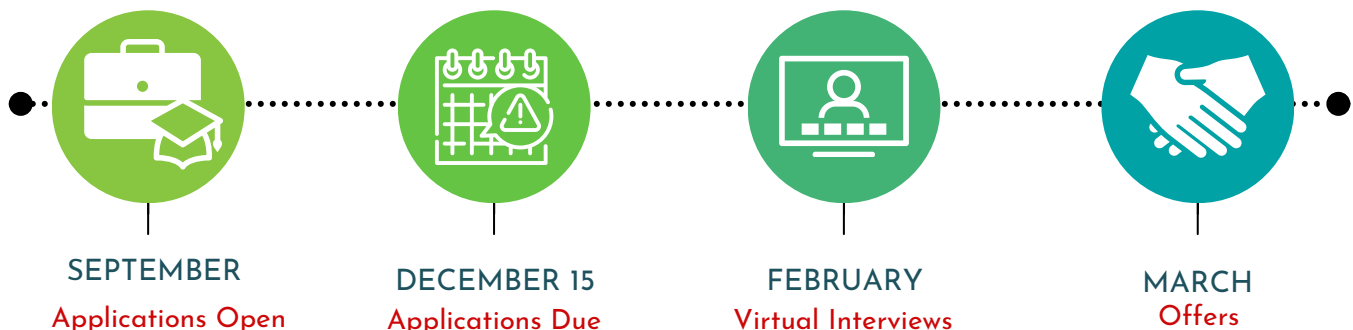 SEPTEMBER
Applications Open
DECEMBER 15
Applications Due
FEBRUARY
Virtual Interviews
MARCH
Offers